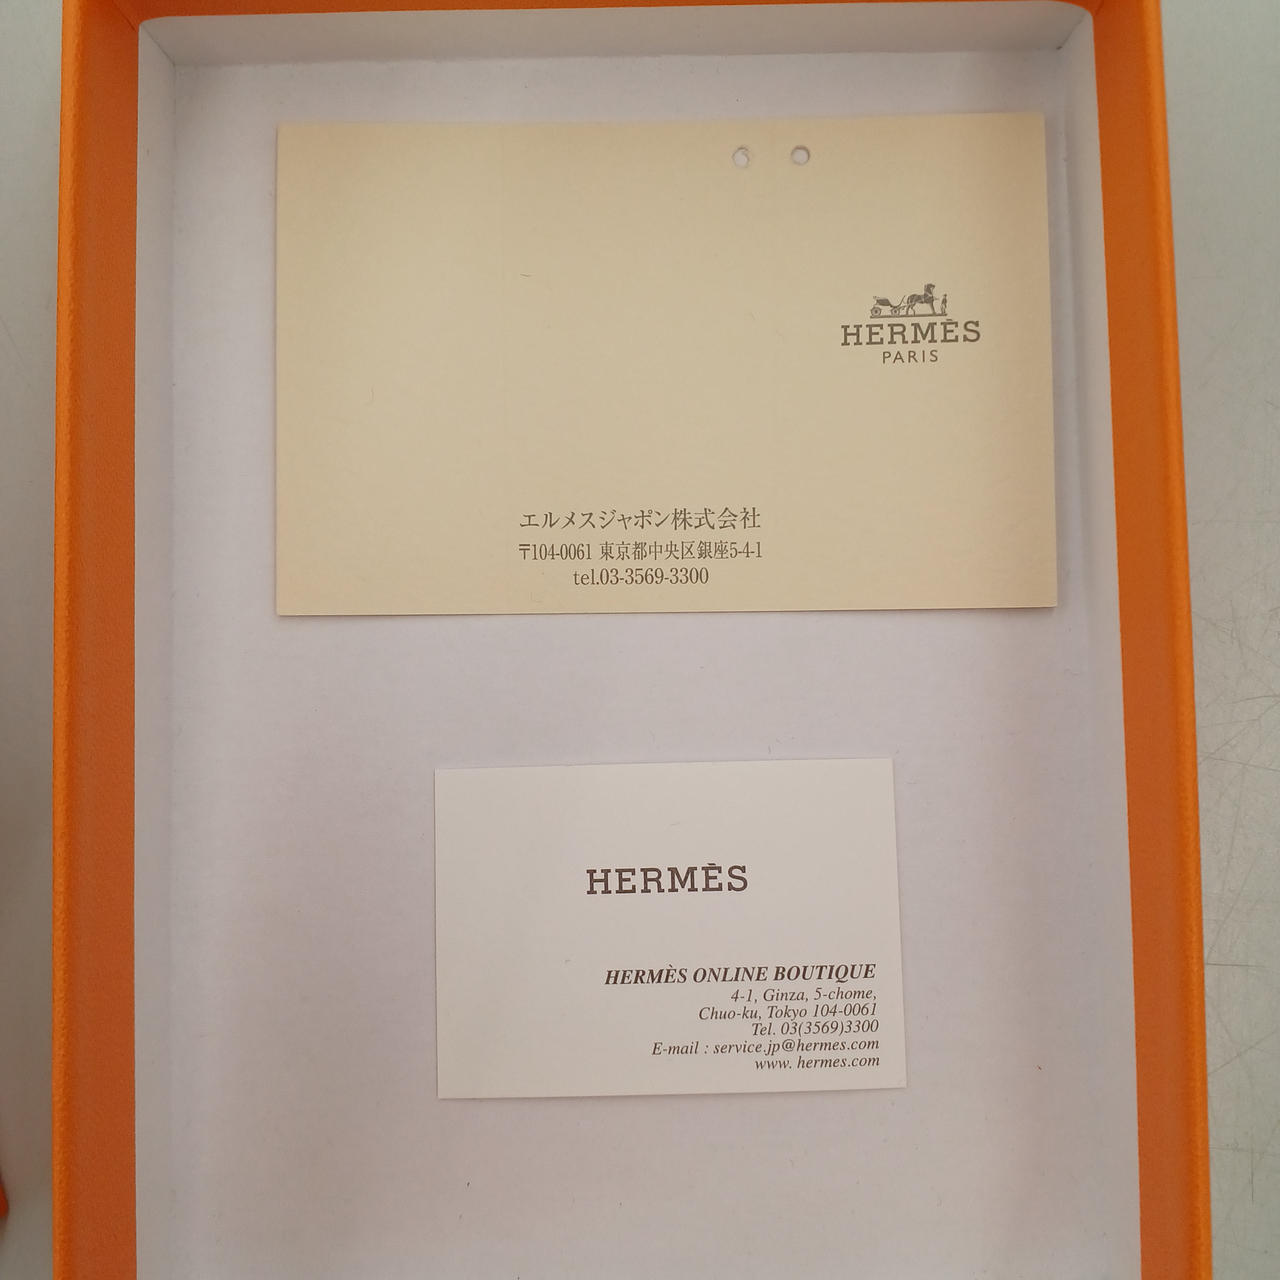 HERMÈS
PARIS
エルメスジャポン株式会社
〒104-0061 東京都中央区銀座5-4-1
tel.03-3569-3300
HERMÈS
HERMÈS ONLINE BOUTIQUE
4-1, Ginza, 5-chome,
Chuo-ku, Tokyo 104-0061
Tel. 03(3569)3300
E-mail : service.jp@hermes.com
www. hermes.com